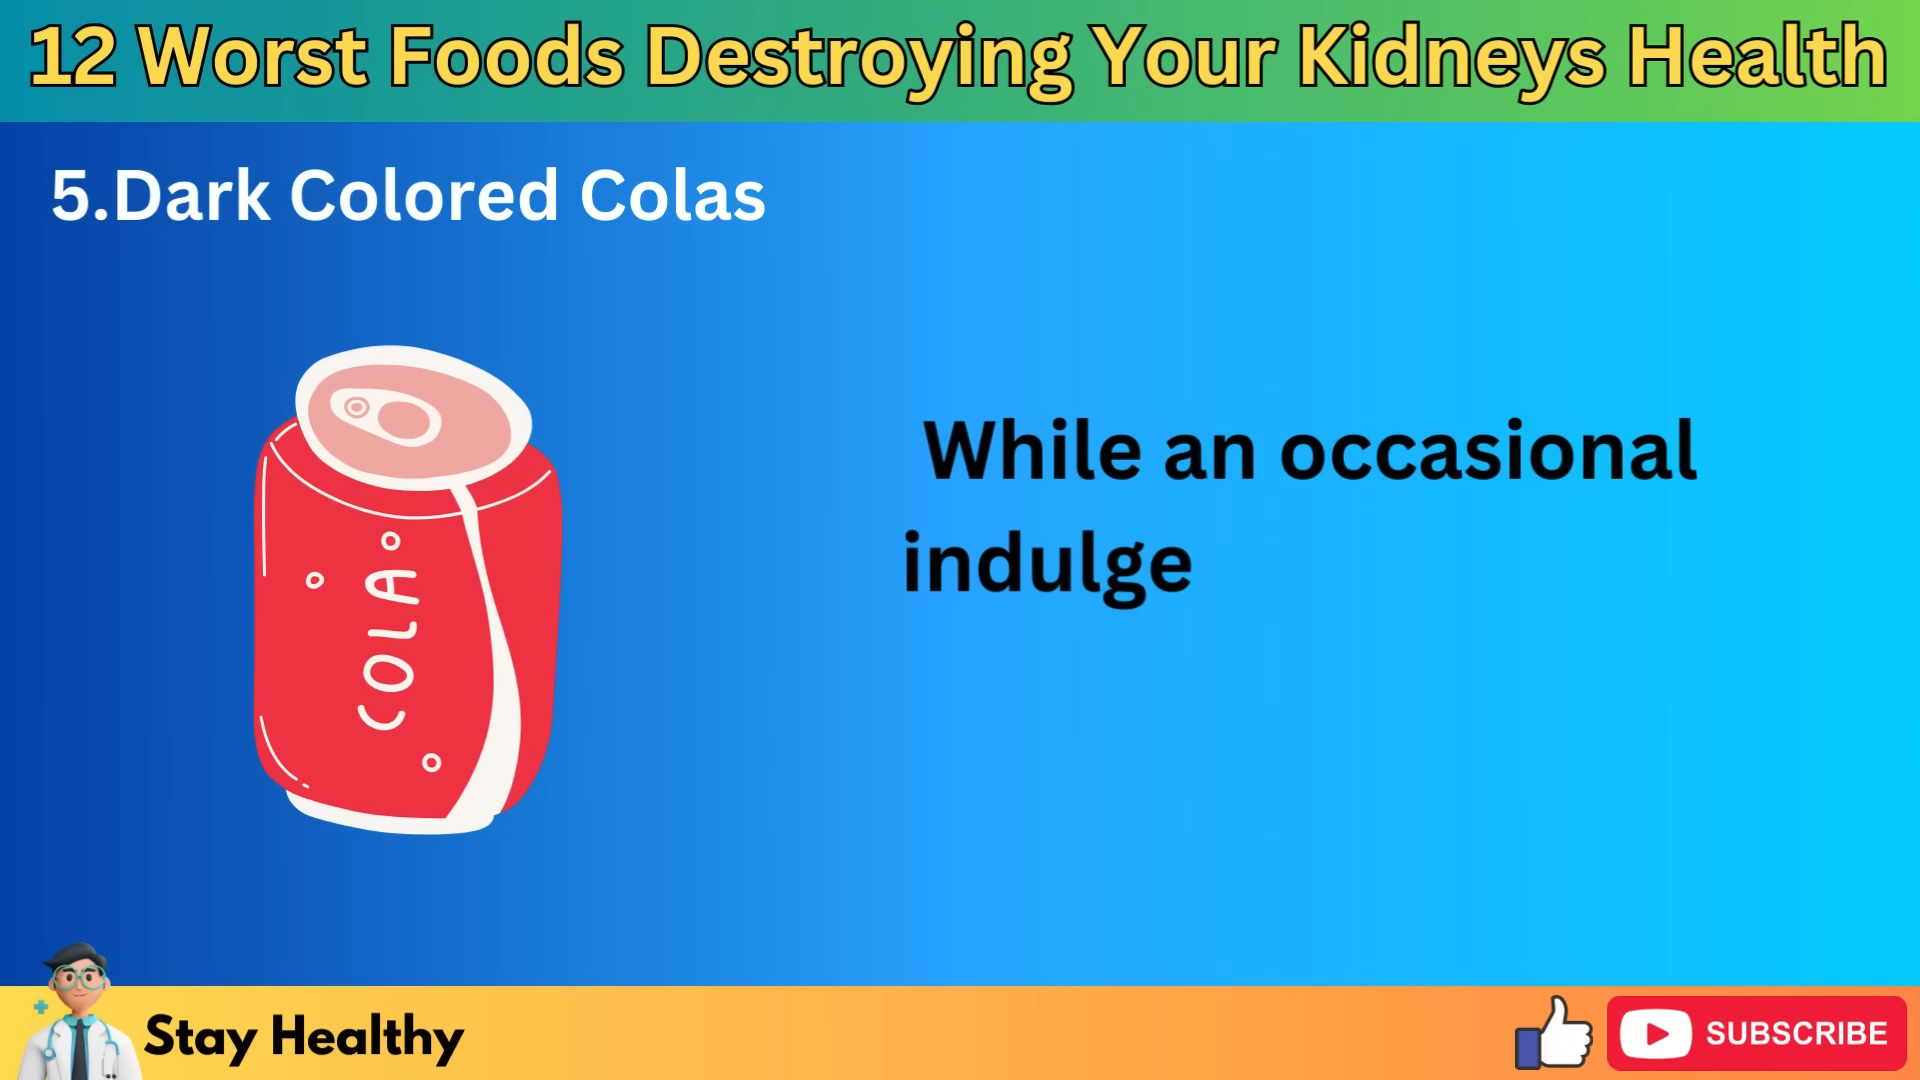 12 Worst Foods Destroying Your Kidneys Health
5.Dark Colored Colas
COLA
While an occasional
indulge
Stay Healthy
SUBSCRIBE